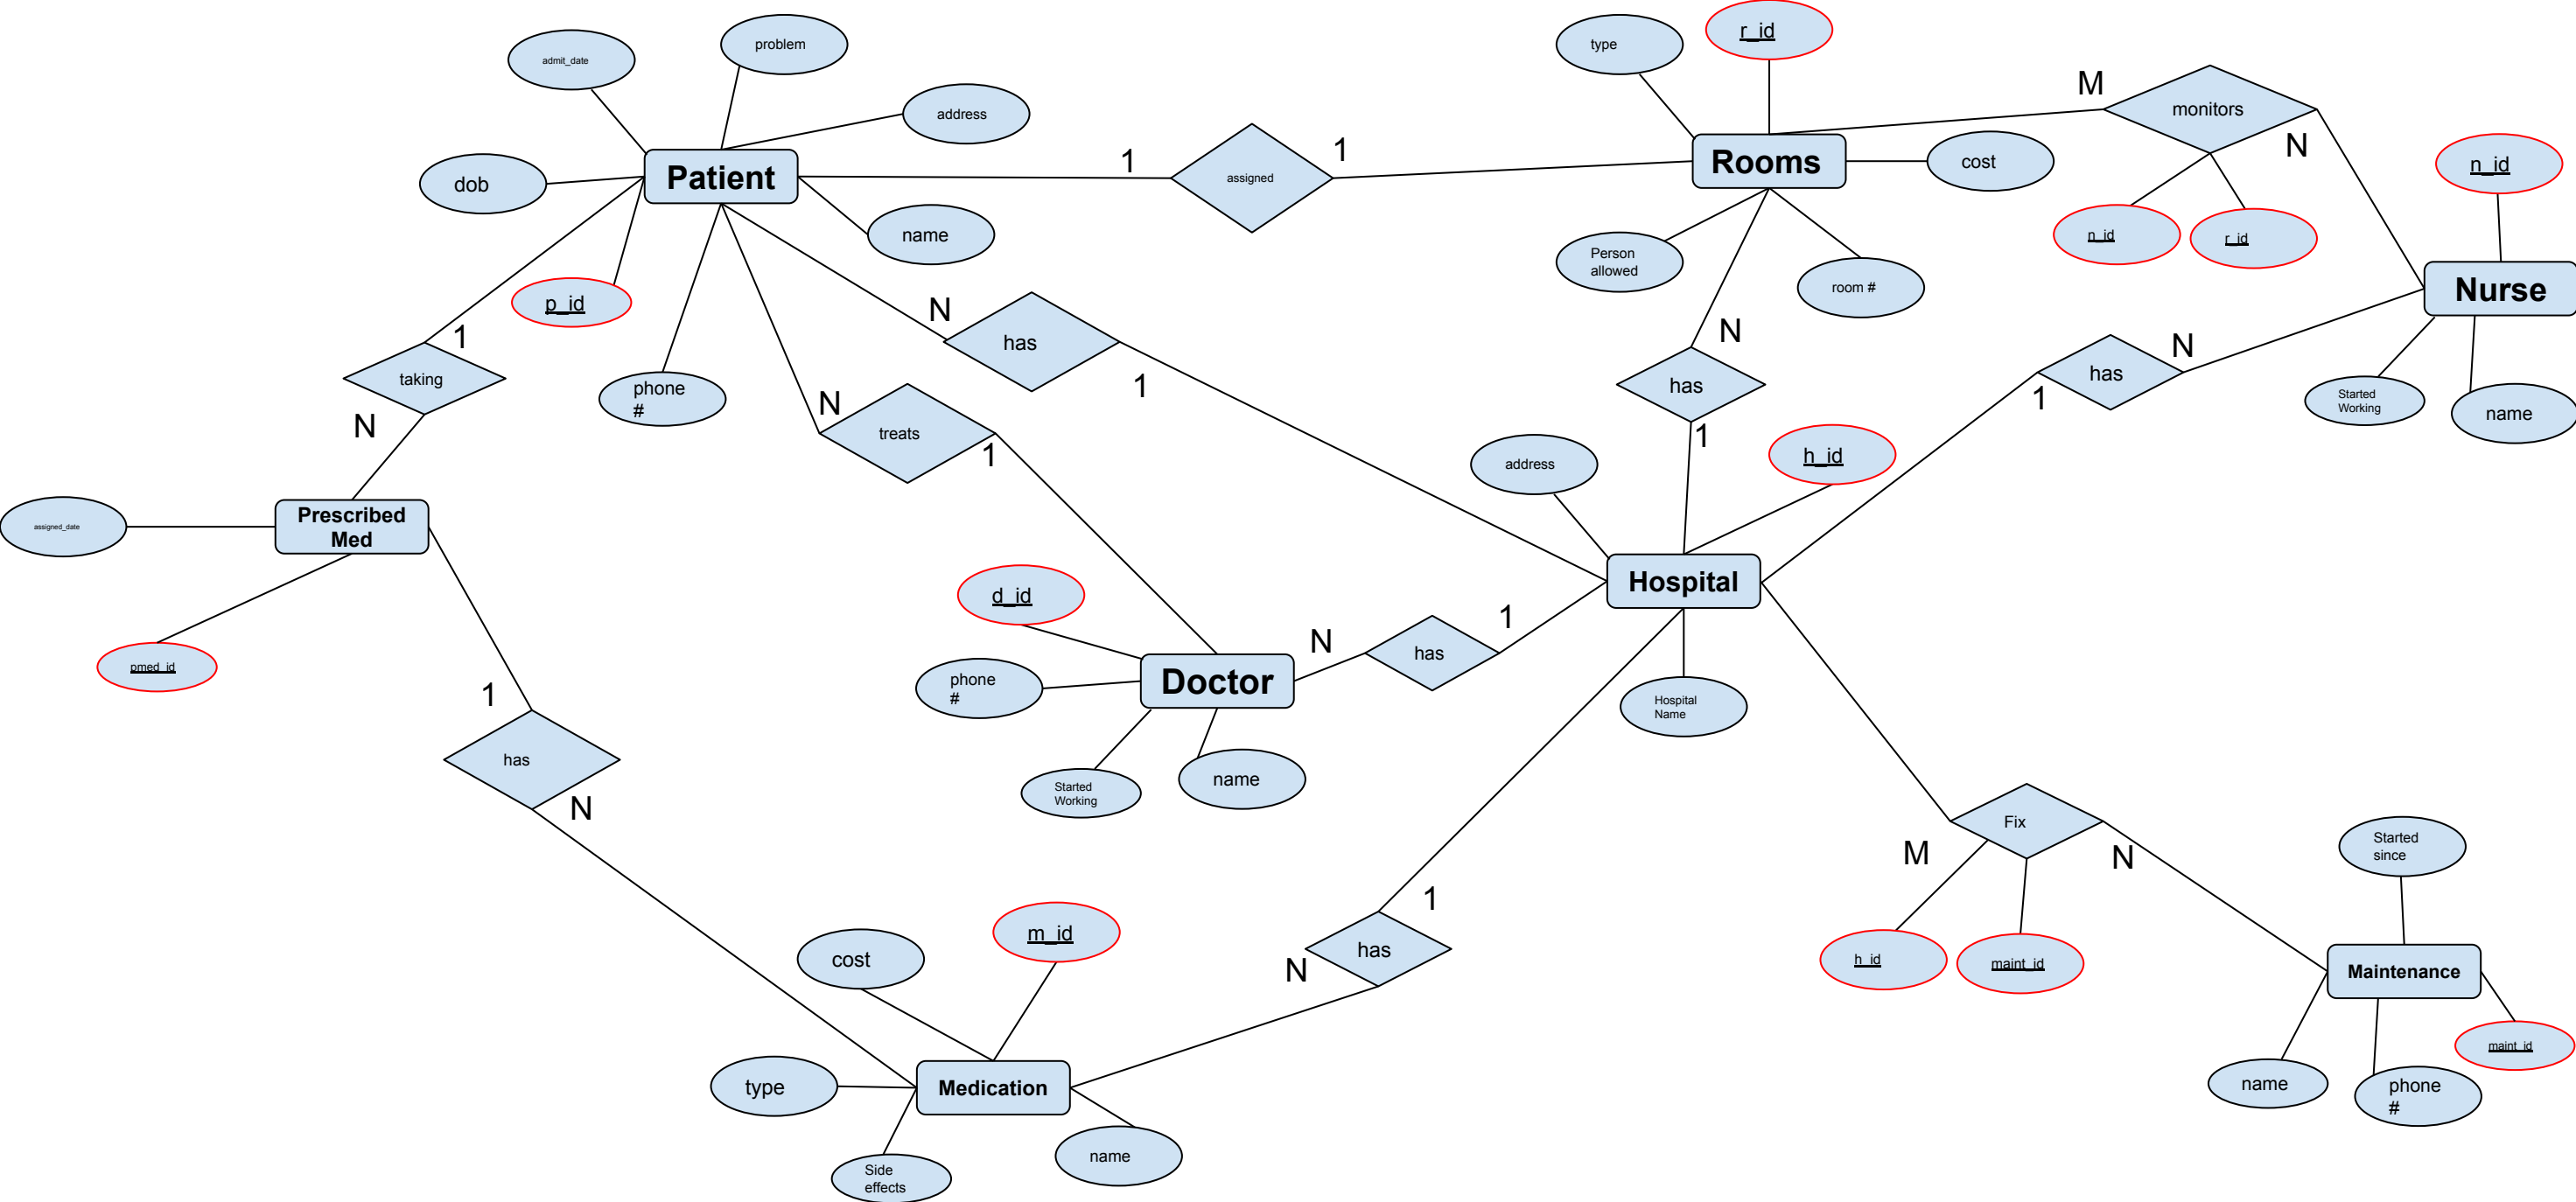 r_id
problem
type
admit_date
M
monitors
address
1
1
N
Patient
assigned
Rooms
cost
n_id
dob
name
n_id
r_id
Person
allowed
room #
Nurse
p_id
N
1
has
N
N
taking
1
has
has
phone
#
N
1
Started
Working
name
N
treats
1
1
address
h_id
assigned_date
Prescribed
Med
d_id
Hospital
1
N
has
pmed_id
phone
#
Doctor
1
Hospital
Name
has
Started
Working
name
N
Fix
M
N
Started
since
1
m_id
has
cost
N
h_id
maint_id
Maintenance
maint_id
type
Medication
name
phone
#
name
Side
effects